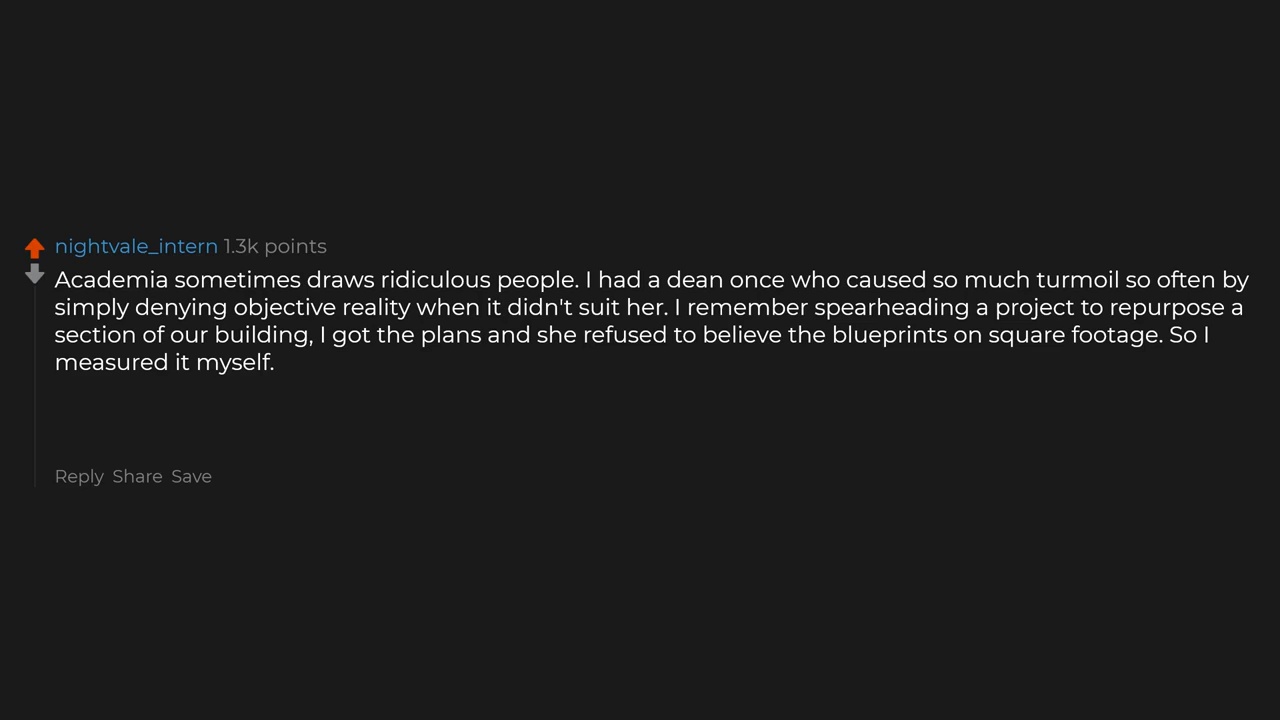 nightvale_intern 1.3k points
Academia sometimes draws ridiculous people. I had a dean once who caused so much turmoil so often by
simply denying objective reality when it didn't suit her. I remember spearheading a project to repurpose a
section of our building, I got the plans and she refused to believe the blueprints on square footage. So I
measured it myself.
Reply Share Save